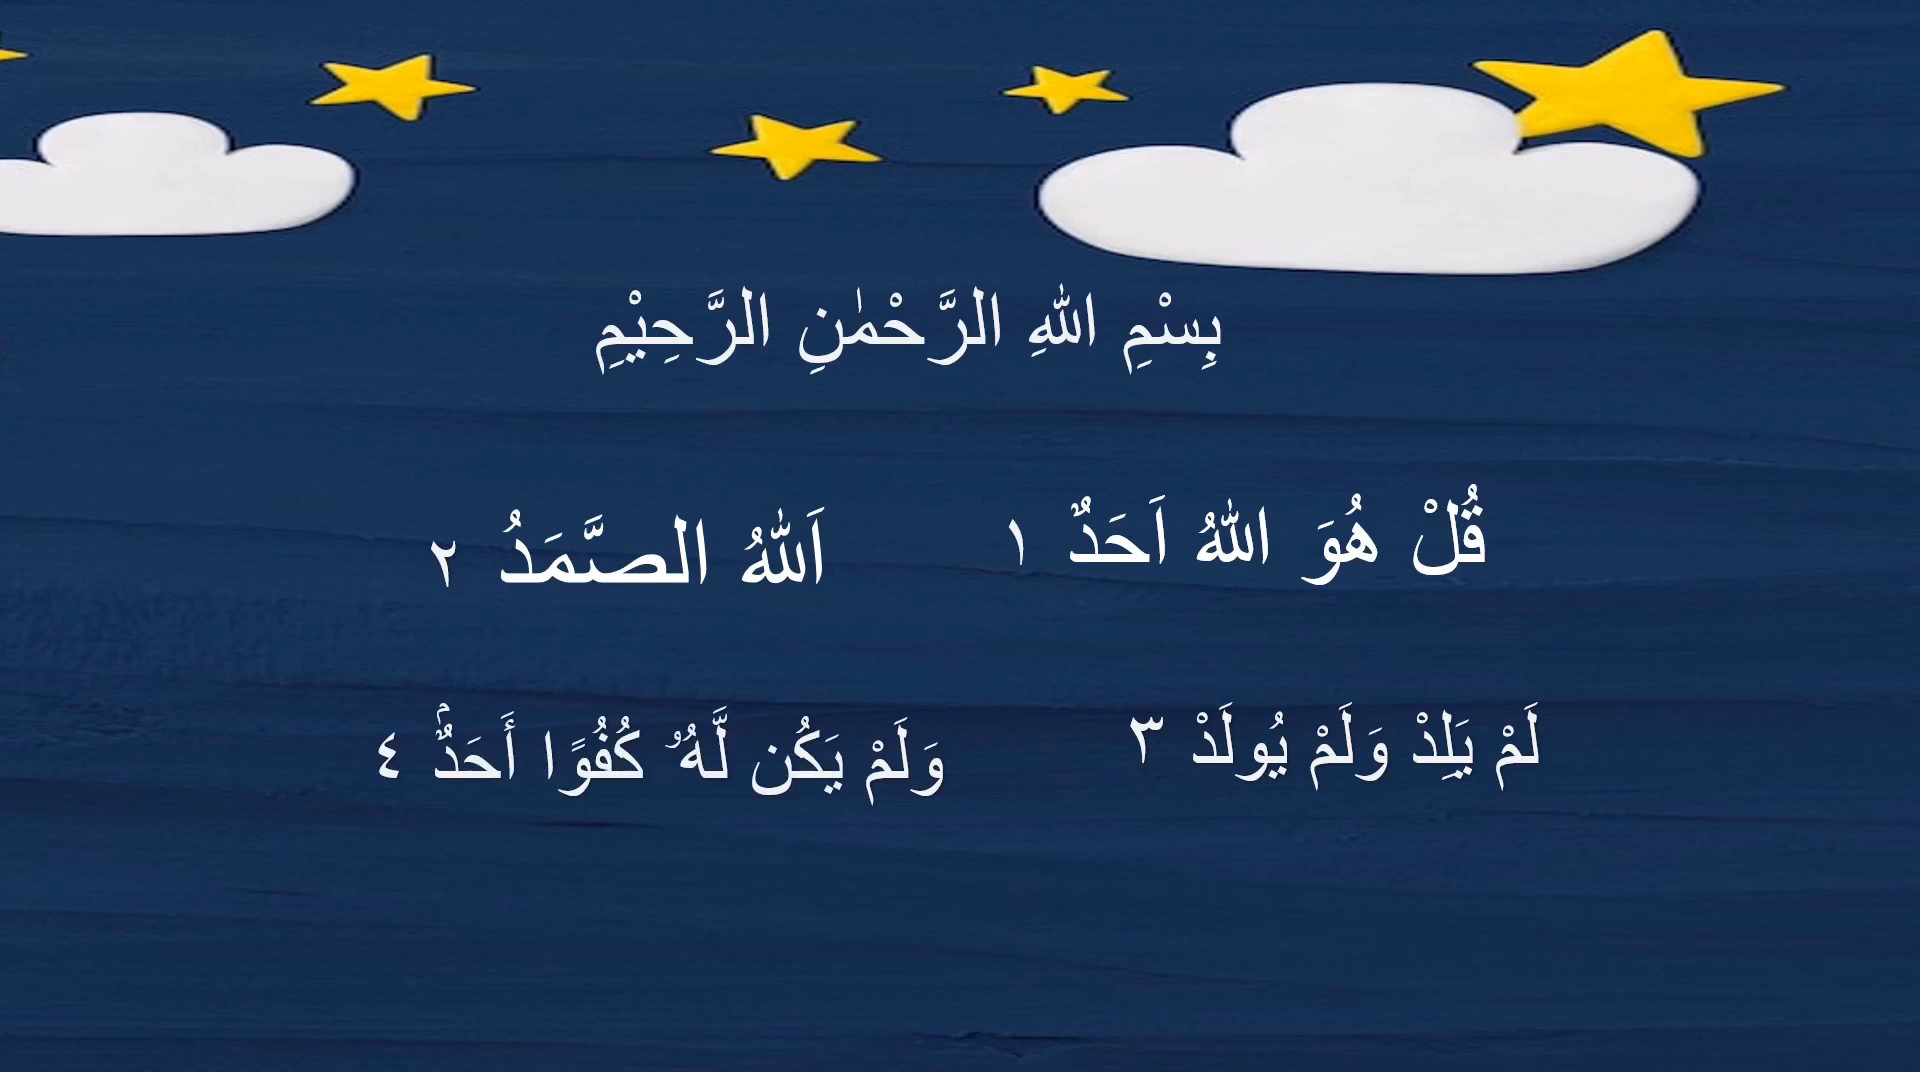 بِسْمِ اللهِ الرَّحْمٰنِ الرَّحِيْمِ
قُلْ هُوَ اللهُ اَحَدٌ ١ اَللهُ الصَّمَدُ ٢
لَمْ يَلِدْ وَلَمْ يُولَدْ ٣ وَلَمْ يَكُن لَّهُۥ كُفُوًا أَحَدٌۢ ٤